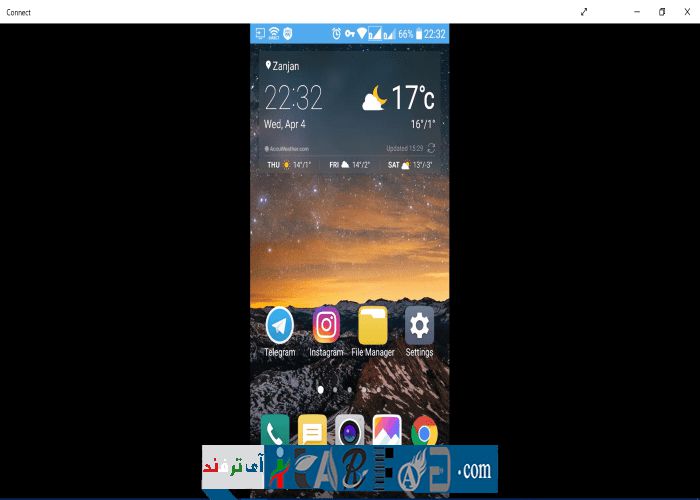 Connect
66% 22:32
Zanjan
22:32
17°c
Wed, Apr 4
16°/1°
AccuWeather.com
Updated 15:29
THU 14°/1° FRI 14°/2° SAT 13°/-3°
Telegram Instagram File Manager Settings
آی ترفند
.com